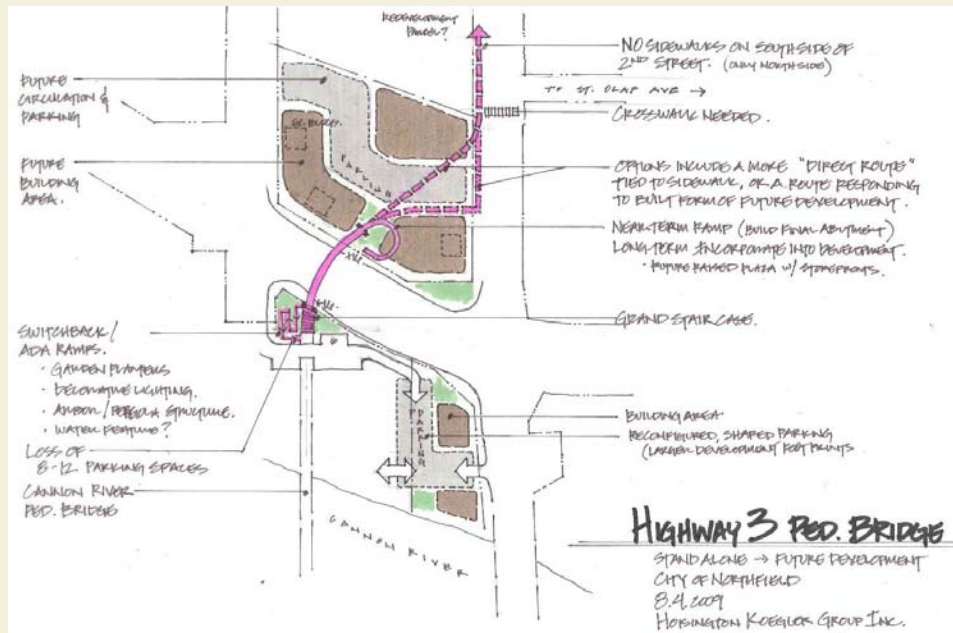 REDEVELOPMENT
PARCEL?
NO SIDEWALKS ON SOUTH SIDE OF
2ND STREET. (ONLY NORTH SIDE)
TO ST. OLAF AVE →
CROSSWALK NEEDED.
OPTIONS INCLUDE A MORE "DIRECT ROUTE"
TIED TO SIDEWALK, OR A ROUTE RESPONDING
TO BUILT FORM OF FUTURE DEVELOPMENT.
NEAR-TERM RAMP (BUILD FINAL ABUTMENT)
LONG TERM INCORPORATE INTO DEVELOPMENT.
· FUTURE RAISED PLAZA W/ STOREFRONTS.
GRAND STAIRCASE.
FUTURE
CIRCULATION &
PARKING
FUTURE
BUILDING
AREA.
PARKING
SWITCHBACK/
ADA RAMPS.
· GARDEN PLANTERS
· DECORATIVE LIGHTING.
· ARBOR/PERGOLA STRUCTURE.
· WATER FEATURE?
LOSS OF
8-12 PARKING SPACES
CANNON RIVER
PED. BRIDGE
PARKING
BUILDING AREA
RECONFIGURED, SHARED PARKING
(LARGER DEVELOPMENT FOOTPRINTS
CANNON RIVER
HIGHWAY 3 PED. BRIDGE
STAND ALONE → FUTURE DEVELOPMENT
CITY OF NORTHFIELD
8.4.2009
HOISINGTON KOEGLER GROUP INC.